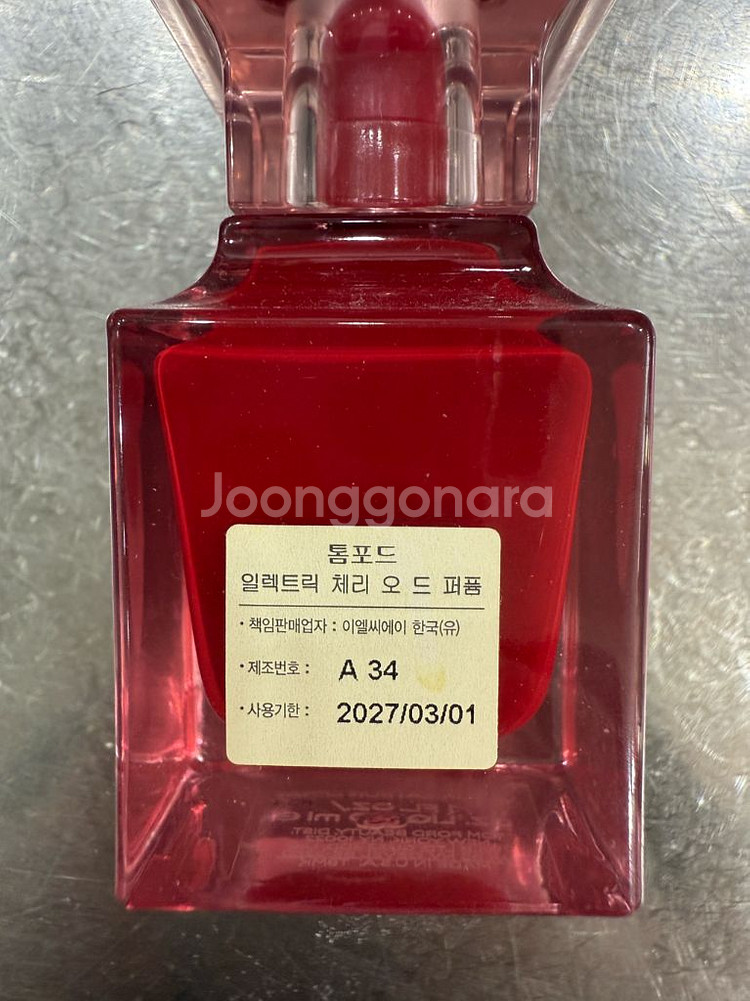 Joonggonara
톰포드
일렉트릭 체리 오 드 퍼퓸
• 책임판매업자 : 이엘씨에이 한국(유)
• 제조번호 : A 34
• 사용기한 : 2027/03/01